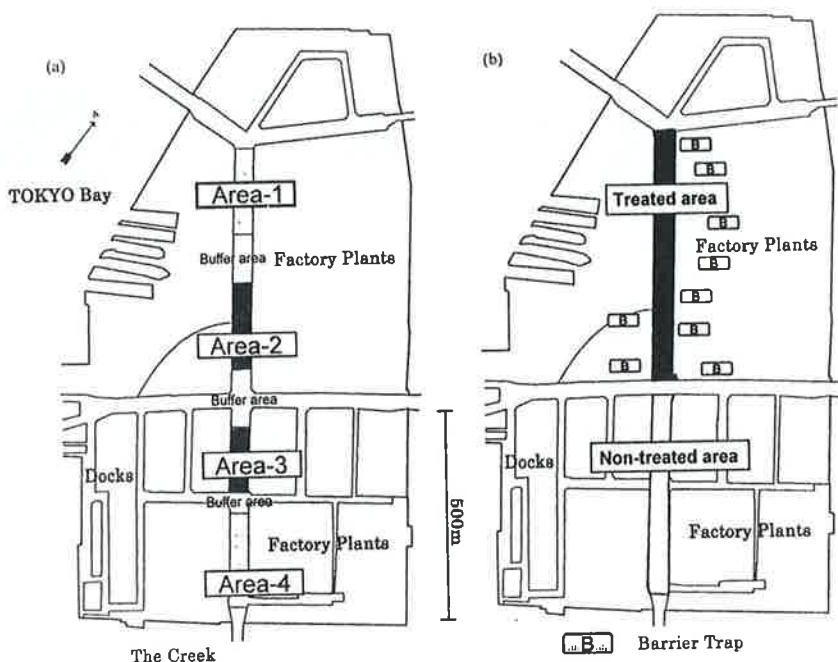 (a)
N
TOKYO Bay
Area-1
Buffer area
Factory Plants
Area-2
Buffer area
Area-3
Docks
Buffer area
Factory Plants
Area-4
500m
The Creek
(b)
B
B
Treated area
B
Factory Plants
B
B
B
B
B
B
Non-treated area
Docks
Factory Plants
B
Barrier Trap